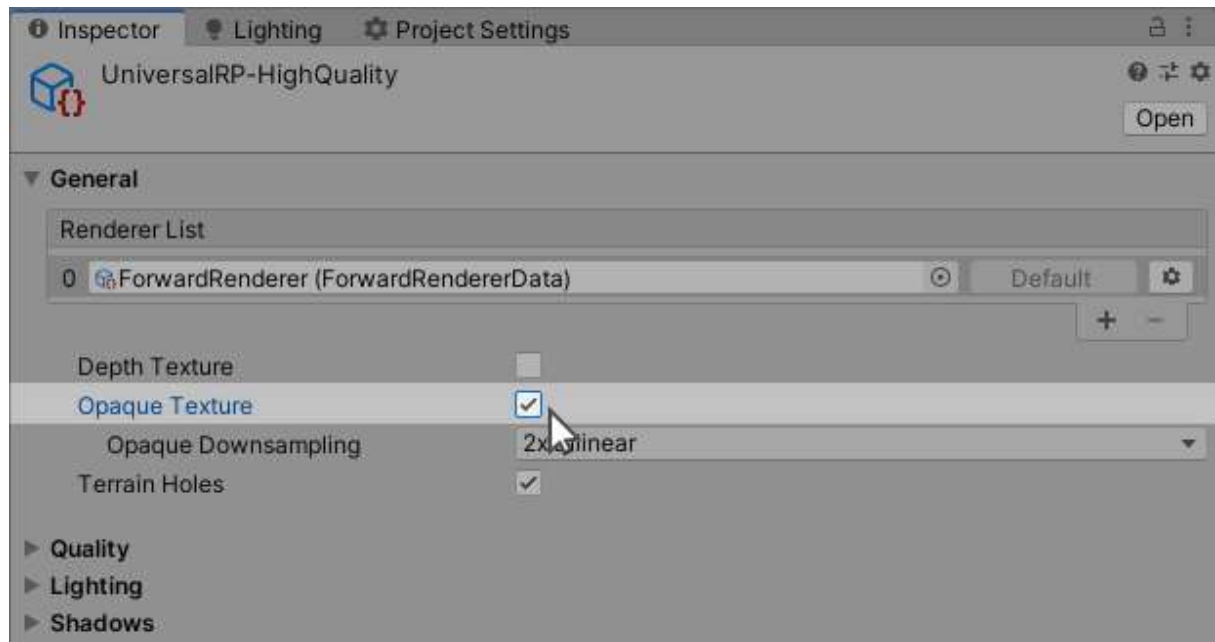 Inspector Lighting Project Settings
UniversalRP-HighQuality
Open
General
Renderer List
0 ForwardRenderer (ForwardRendererData) Default
+ −
Depth Texture
Opaque Texture
Opaque Downsampling 2x
Terrain Holes
Quality
Lighting
Shadows